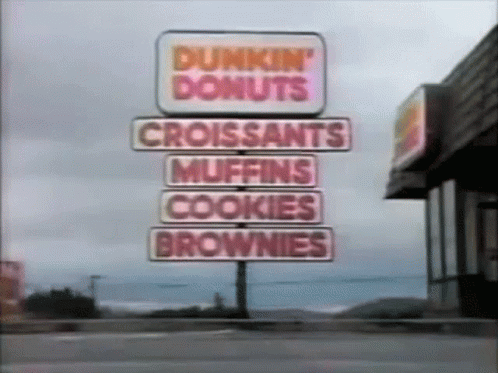 DUNKIN'
DONUTS
CROISSANTS
MUFFINS
COOKIES
BROWNIES